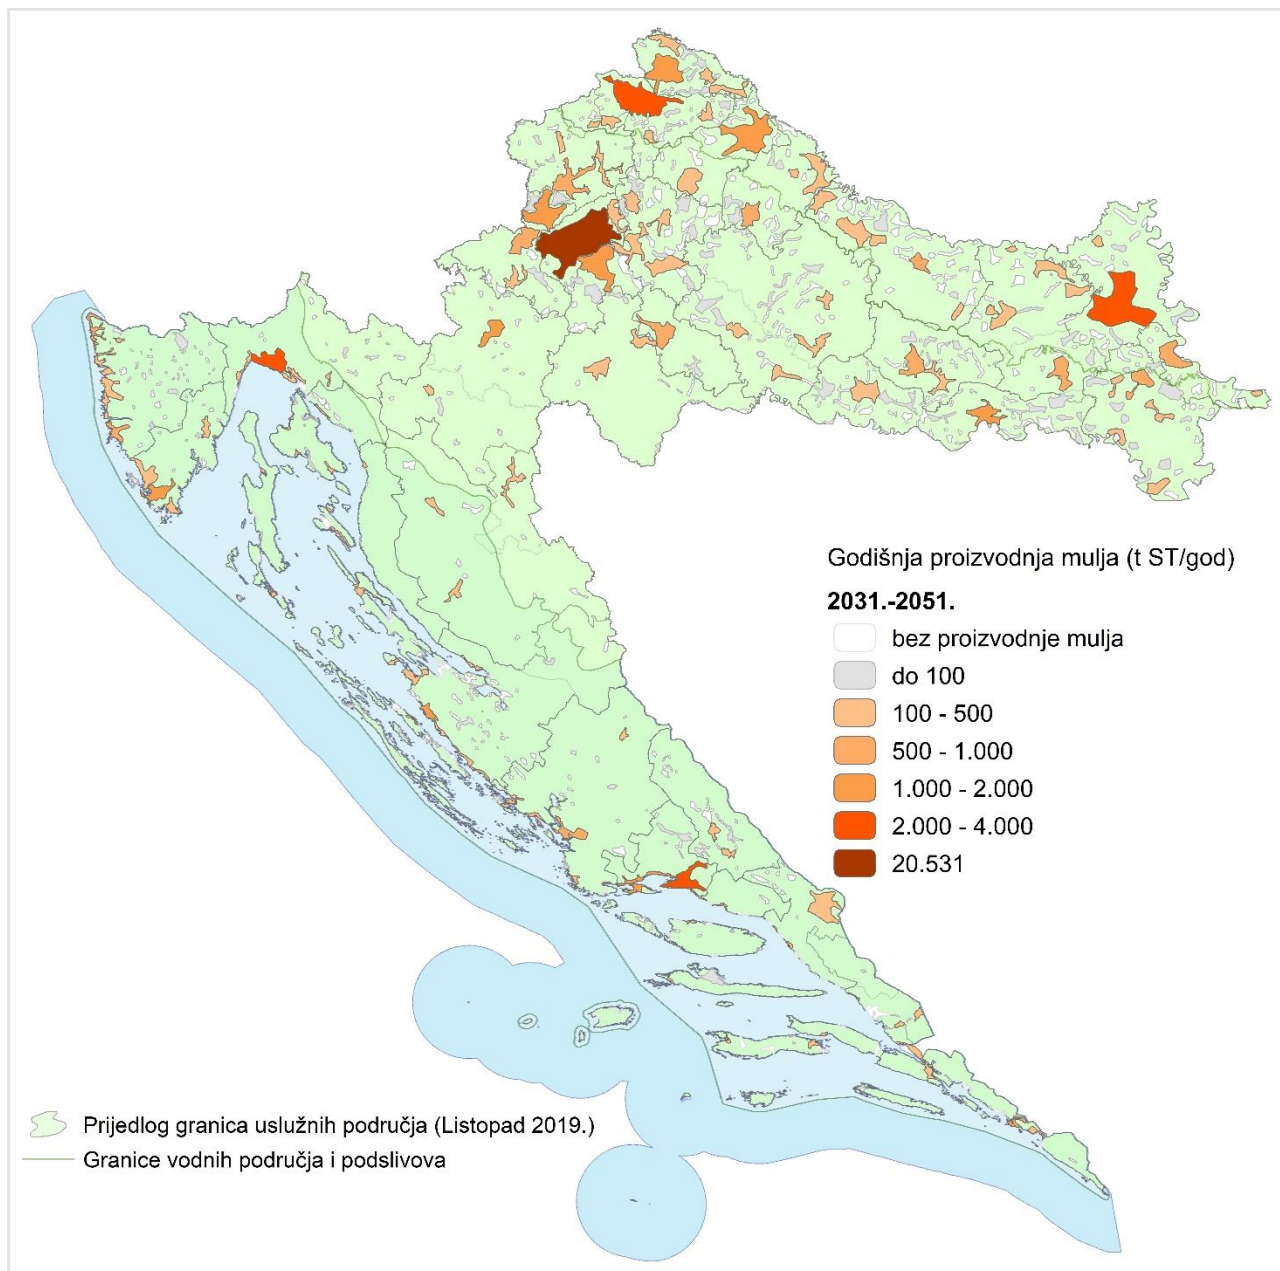 Godišnja proizvodnja mulja (t ST/god)
2031.-2051.
bez proizvodnje mulja
do 100
100 - 500
500 - 1.000
1.000 - 2.000
2.000 - 4.000
20.531
Prijedlog granica uslužnih područja (Listopad 2019.)
Granice vodnih područja i podslivova